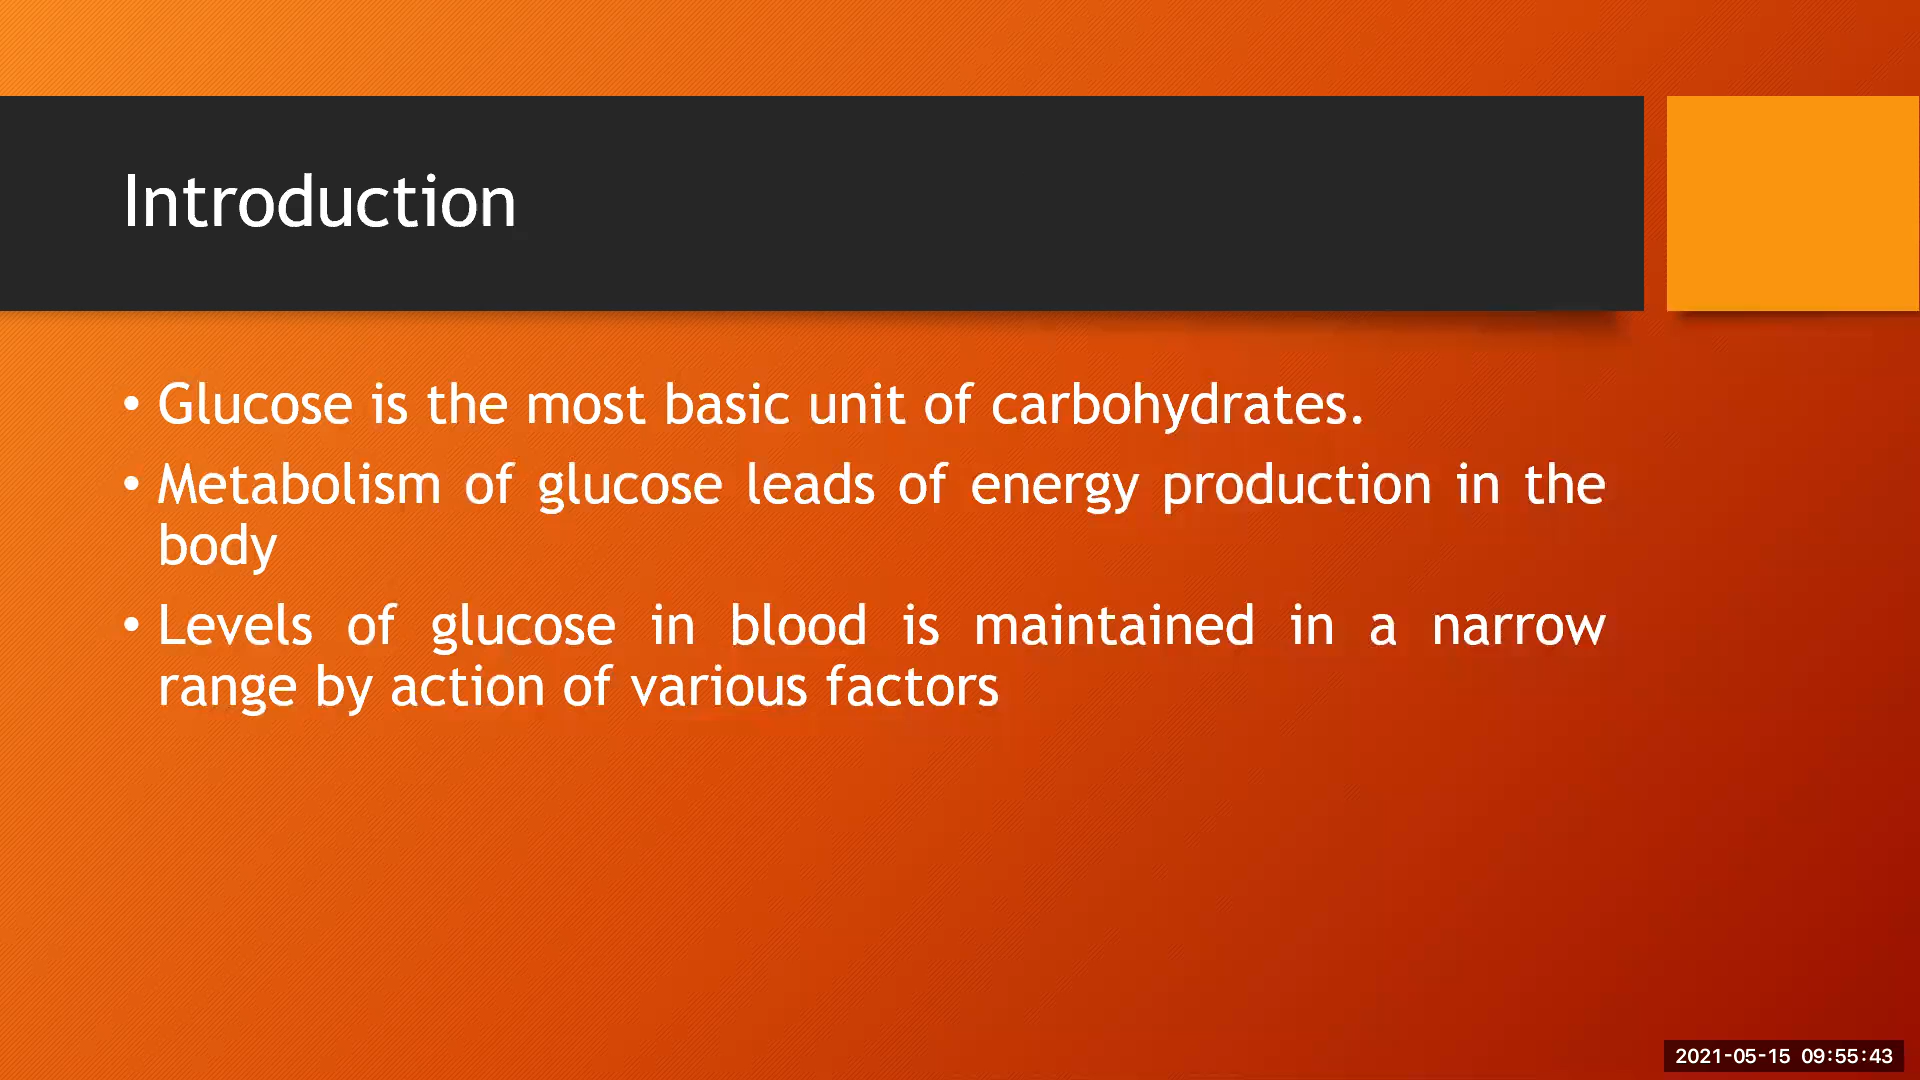 Introduction
• Glucose is the most basic unit of carbohydrates.
• Metabolism of glucose leads of energy production in the
body
• Levels of glucose in blood is maintained in a narrow
range by action of various factors
2021-05-15 09:55:43